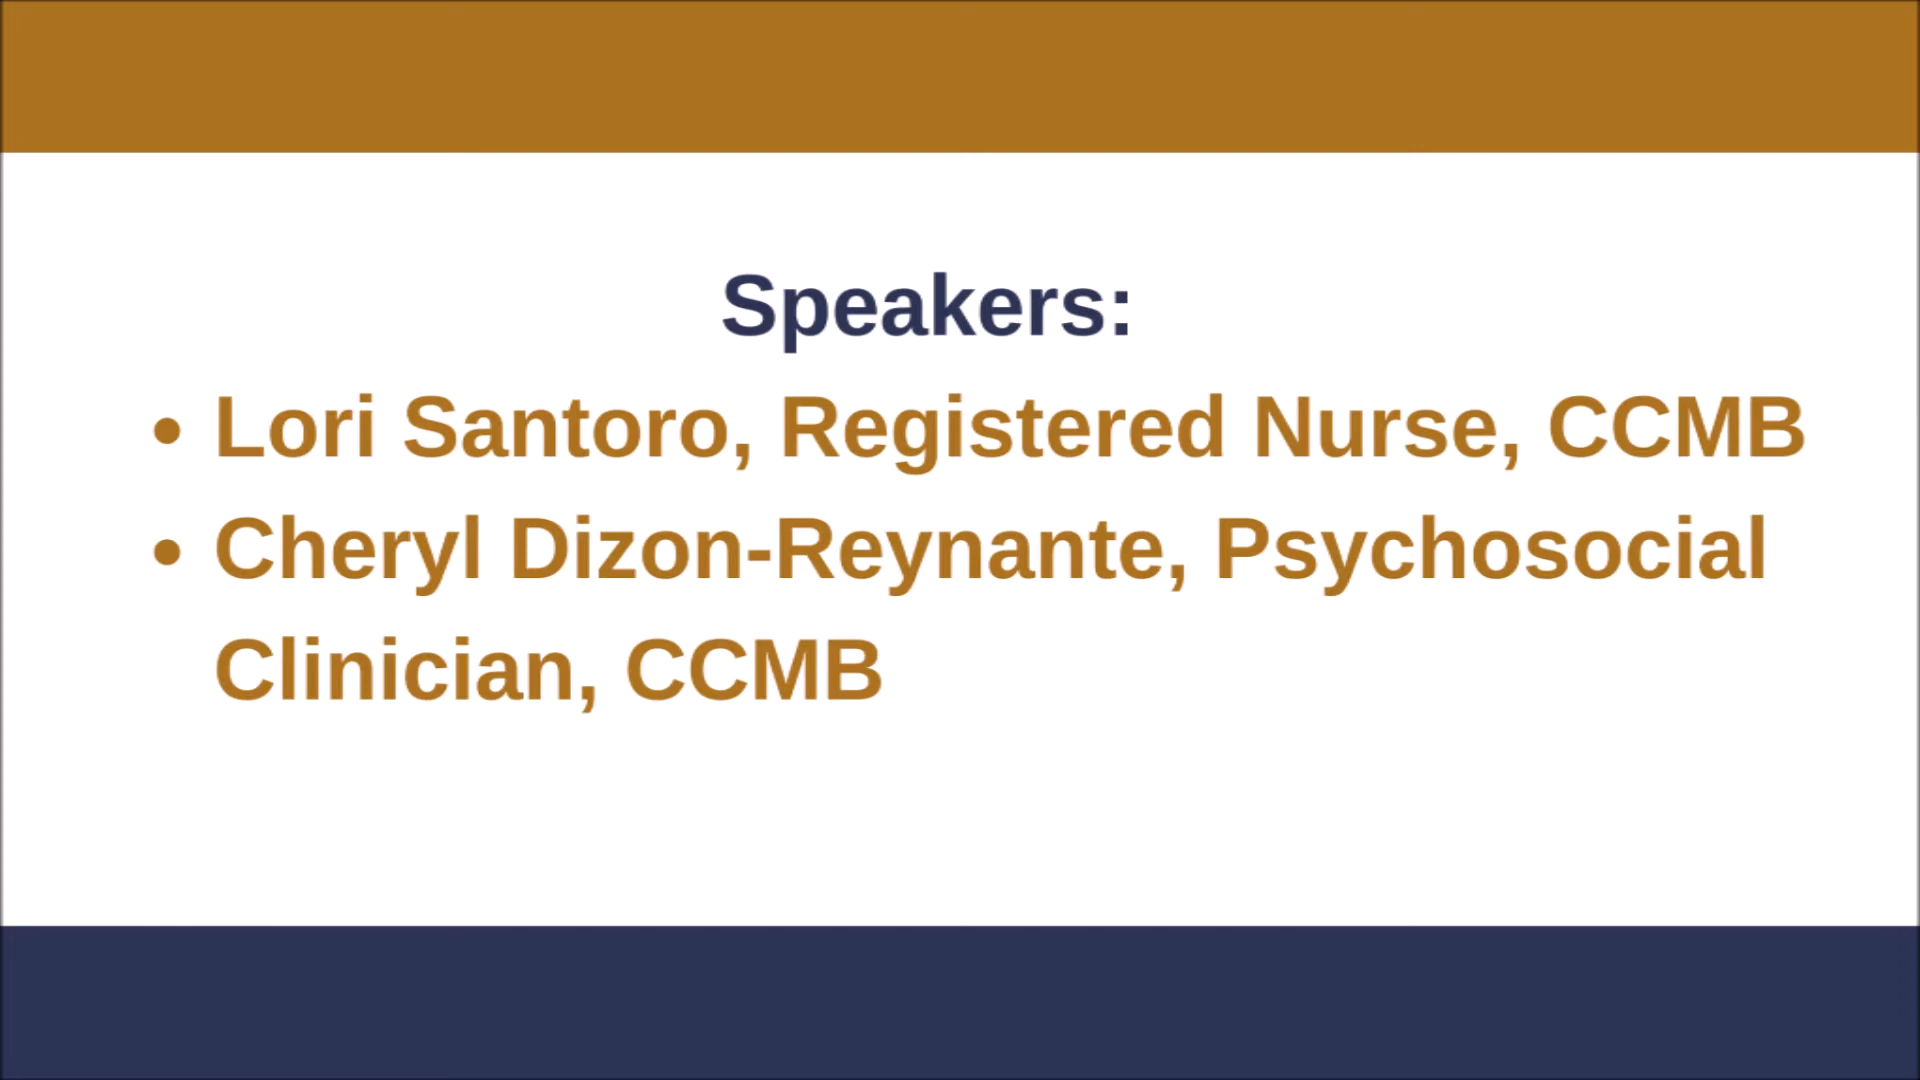 Speakers:
• Lori Santoro, Registered Nurse, CCMB
• Cheryl Dizon-Reynante, Psychosocial
Clinician, CCMB